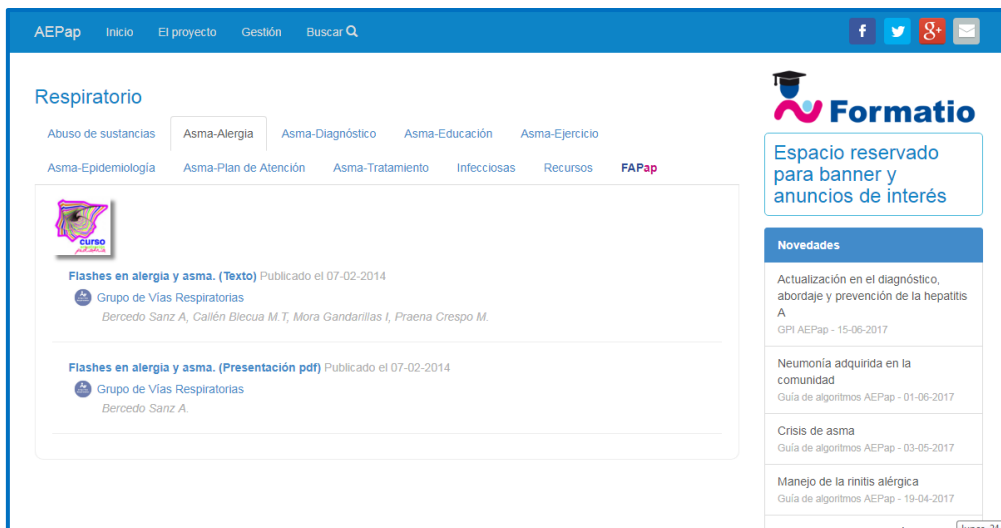 AEPap Inicio El proyecto Gestión Buscar
Respiratorio
Abuso de sustancias Asma-Alergia Asma-Diagnóstico Asma-Educación Asma-Ejercicio
Asma-Epidemiología Asma-Plan de Atención Asma-Tratamiento Infecciosas Recursos FAPap
curso
Flashes en alergia y asma. (Texto) Publicado el 07-02-2014
Grupo de Vías Respiratorias
Bercedo Sanz A, Callén Blecua M.T, Mora Gandarillas I, Praena Crespo M.
Flashes en alergia y asma. (Presentación pdf) Publicado el 07-02-2014
Grupo de Vías Respiratorias
Bercedo Sanz A.
Formatio
Espacio reservado
para banner y
anuncios de interés
Novedades
Actualización en el diagnóstico,
abordaje y prevención de la hepatitis
A
GPI AEPap - 15-06-2017
Neumonía adquirida en la
comunidad
Guía de algoritmos AEPap - 01-06-2017
Crisis de asma
Guía de algoritmos AEPap - 03-05-2017
Manejo de la rinitis alérgica
Guía de algoritmos AEPap - 19-04-2017